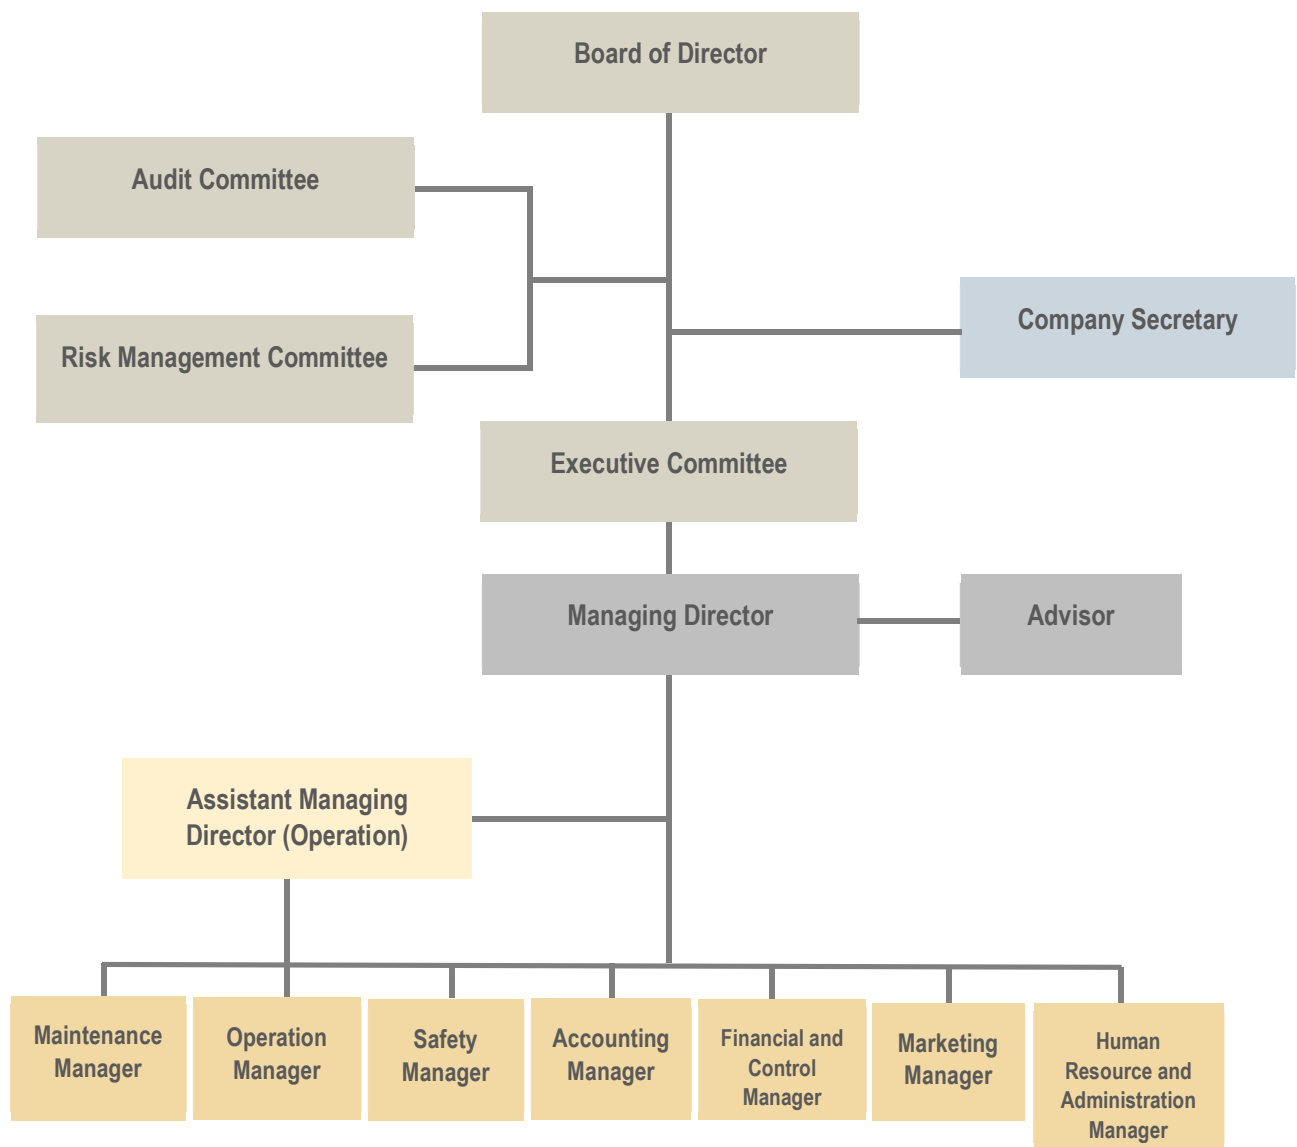 Board of Director
Audit Committee
Company Secretary
Risk Management Committee
Executive Committee
Managing Director
Advisor
Assistant Managing
Director (Operation)
Maintenance
Manager
Operation
Manager
Safety
Manager
Accounting
Manager
Financial and
Control
Manager
Marketing
Manager
Human
Resource and
Administration
Manager